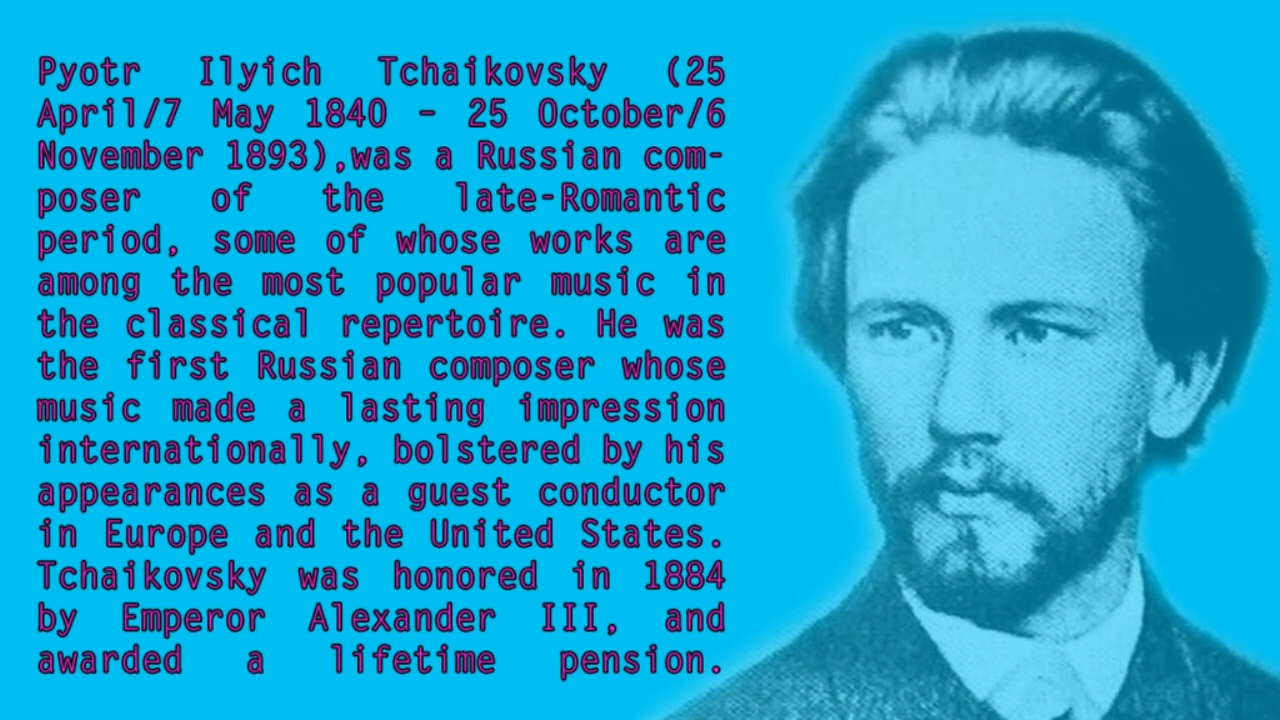 Pyotr Ilyich Tchaikovsky (25
April/7 May 1840 – 25 October/6
November 1893),was a Russian com-
poser of the late-Romantic
period, some of whose works are
among the most popular music in
the classical repertoire. He was
the first Russian composer whose
music made a lasting impression
internationally, bolstered by his
appearances as a guest conductor
in Europe and the United States.
Tchaikovsky was honored in 1884
by Emperor Alexander III, and
awarded a lifetime pension.